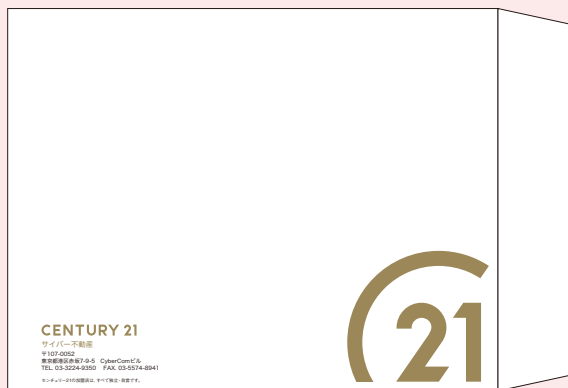 CENTURY 21
サイバー不動産
〒107-0052
東京都港区赤坂7-9-5 CyberComビル
TEL. 03-3224-9350 FAX. 03-5574-8941
センチュリー21の加盟店は、すべて独立・自営です。
C21